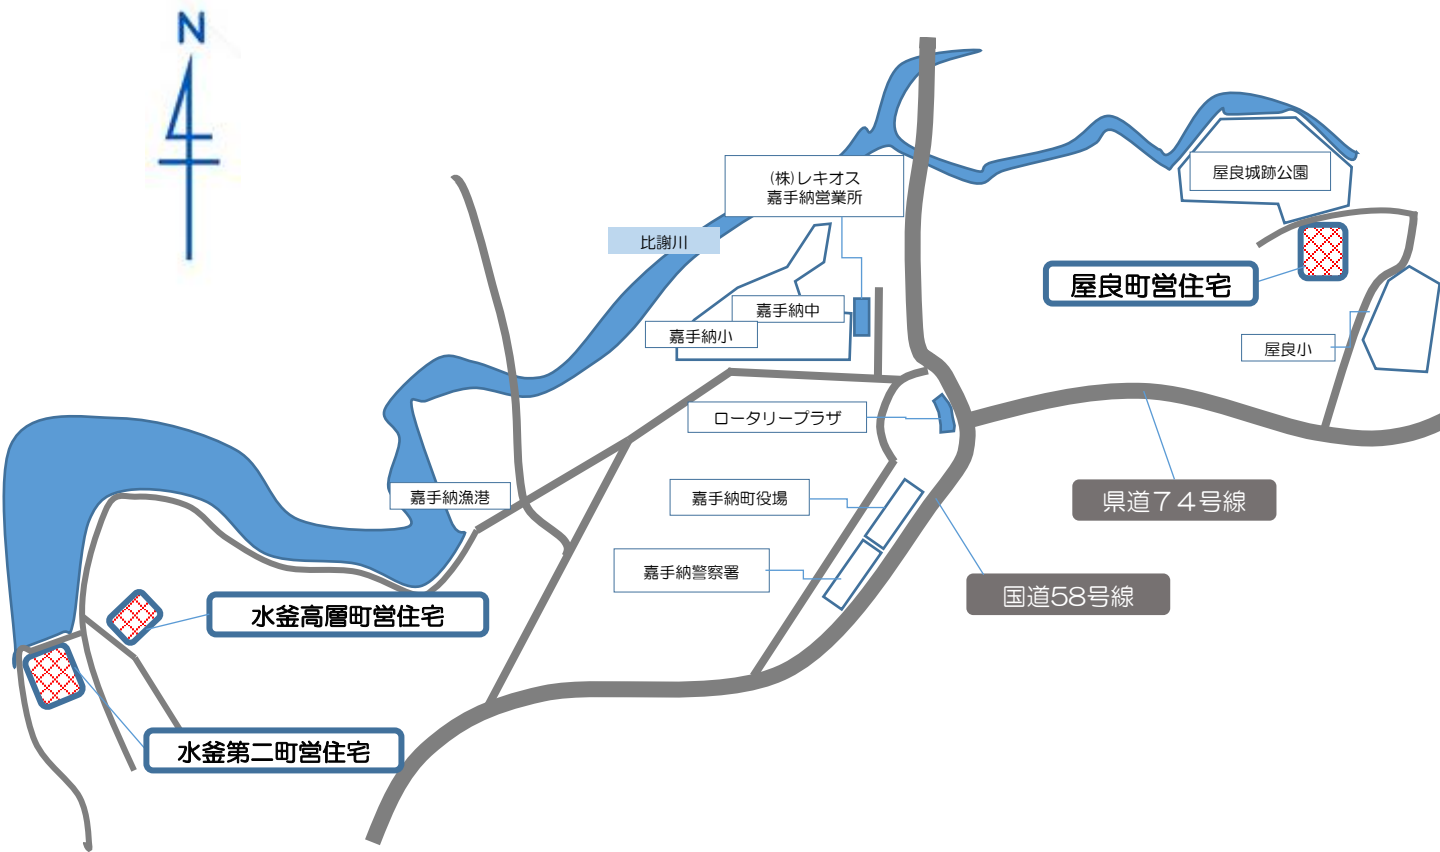 N
(株)レキオス
嘉手納営業所
屋良城跡公園
比謝川
屋良町営住宅
嘉手納中
嘉手納小
屋良小
ロータリープラザ
嘉手納漁港
嘉手納町役場
県道７４号線
嘉手納警察署
国道58号線
水釜高層町営住宅
水釜第二町営住宅